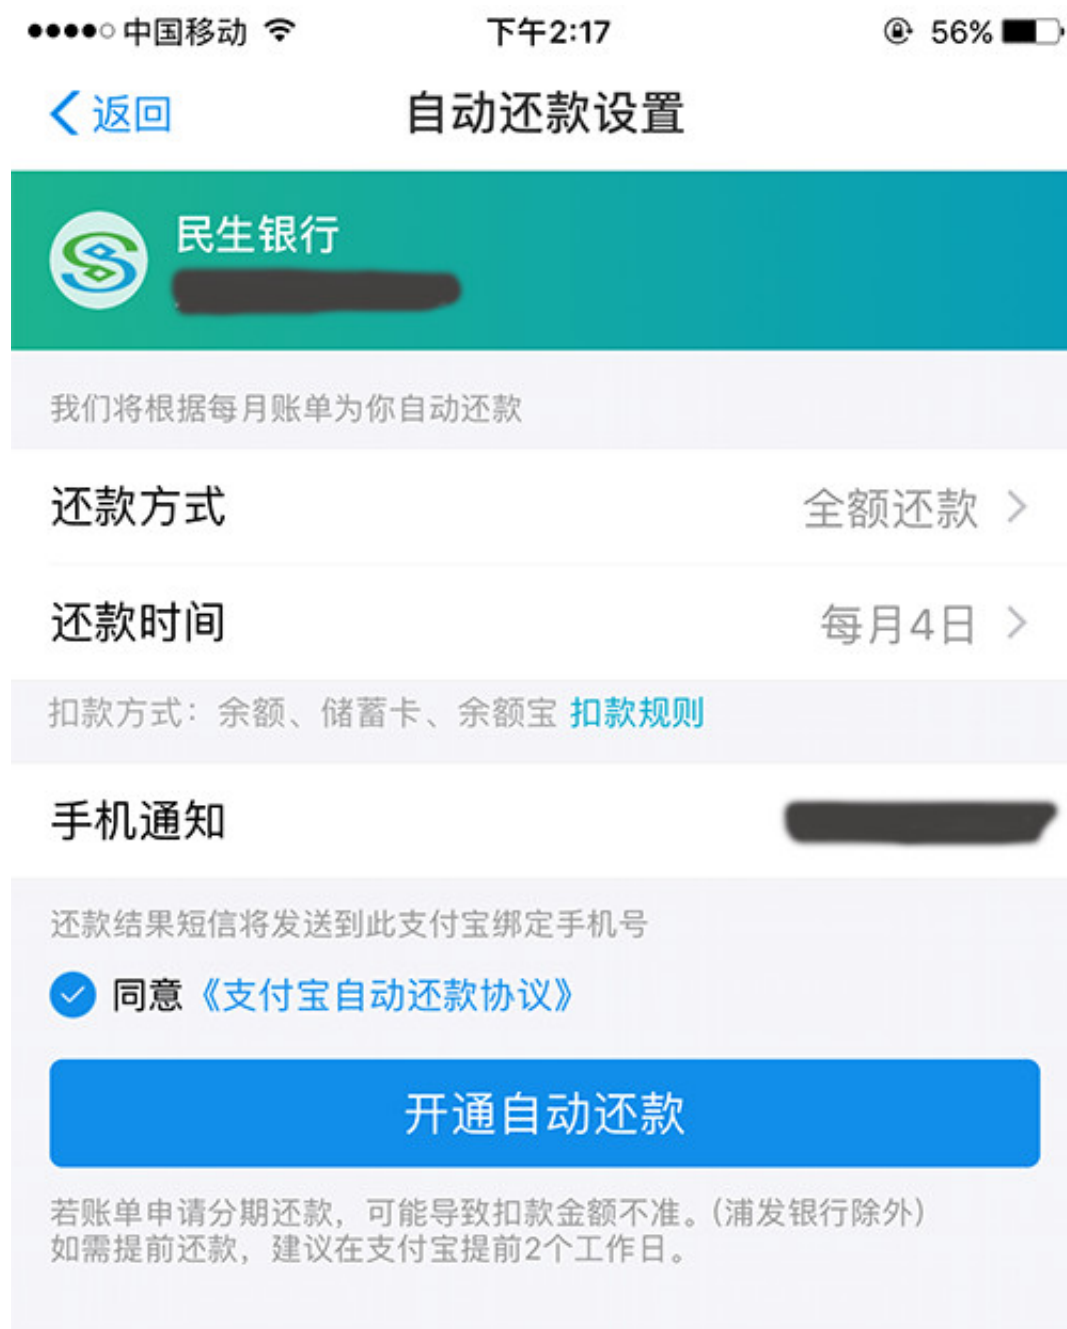 中国移动 下午2:17 56%
返回 自动还款设置
民生银行
我们将根据每月账单为你自动还款
还款方式 全额还款
还款时间 每月4日
扣款方式：余额、储蓄卡、余额宝 扣款规则
手机通知
还款结果短信将发送到此支付宝绑定手机号
同意《支付宝自动还款协议》
开通自动还款
若账单申请分期还款，可能导致扣款金额不准。(浦发银行除外)
如需提前还款，建议在支付宝提前2个工作日。